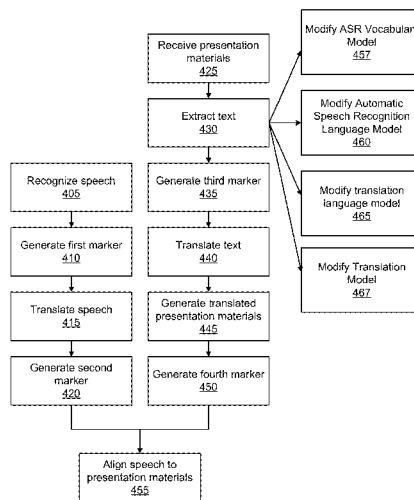 Receive presentation
materials
425
Extract text
430
Modify ASR Vocabulary
Model
457
Modify Automatic
Speech Recognition
Language Model
460
Modify translation
language model
465
Modify Translation
Model
467
Recognize speech
405
Generate first marker
410
Translate speech
415
Generate second
marker
420
Generate third marker
435
Translate text
440
Generate translated
presentation materials
445
Generate fourth marker
450
Align speech to
presentation materials
455